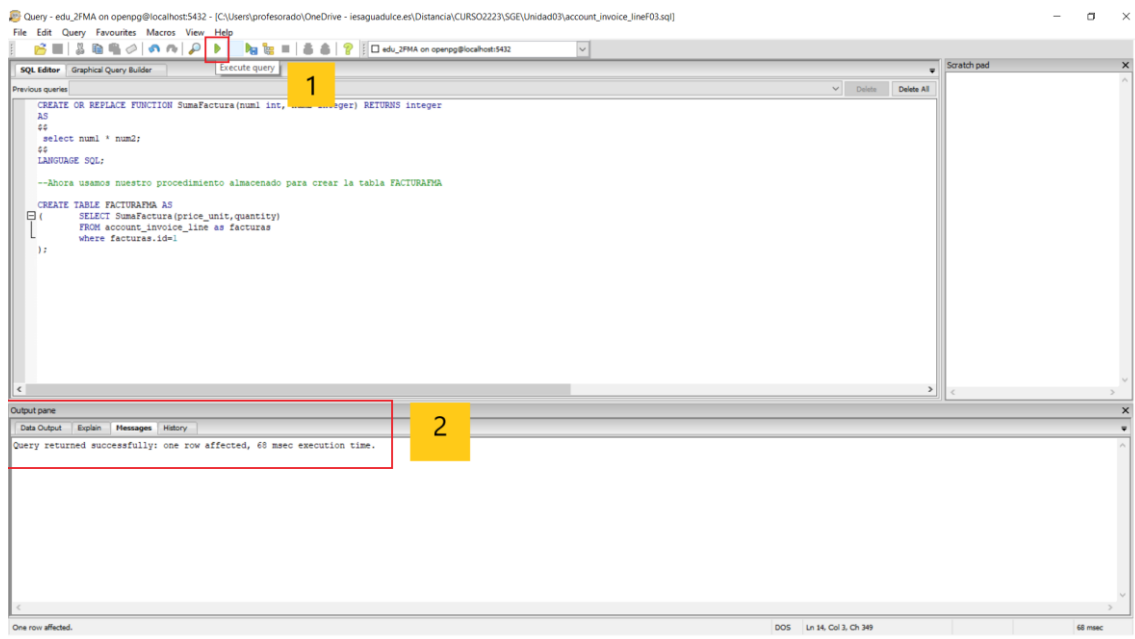 Query - edu_2FMA on openpg@localhost:5432 - [C:\Users\profesorado\OneDrive - iesaguadulce.es\Distancia\CURSO2223\SGE\Unidad03\account_invoice_lineF03.sql]
File Edit Query Favourites Macros View Help
edu_2FMA on openpg@localhost:5432
SQL Editor Graphical Query Builder
Execute query
Scratch pad
1
Previous queries
Delete Delete All
CREATE OR REPLACE FUNCTION SumaFactura(num1 int, integer) RETURNS integer
AS
$$
select num1 * num2;
$$
LANGUAGE SQL;
--Ahora usamos nuestro procedimiento almacenado para crear la tabla FACTURAFMA
CREATE TABLE FACTURAFMA AS
( SELECT SumaFactura(price_unit,quantity)
FROM account_invoice_line as facturas
where facturas.id=1
);
Output pane
2
Data Output Explain Messages History
Query returned successfully: one row affected, 68 msec execution time.
One row affected.
DOS Ln 14, Col 3, Ch 349 68 msec